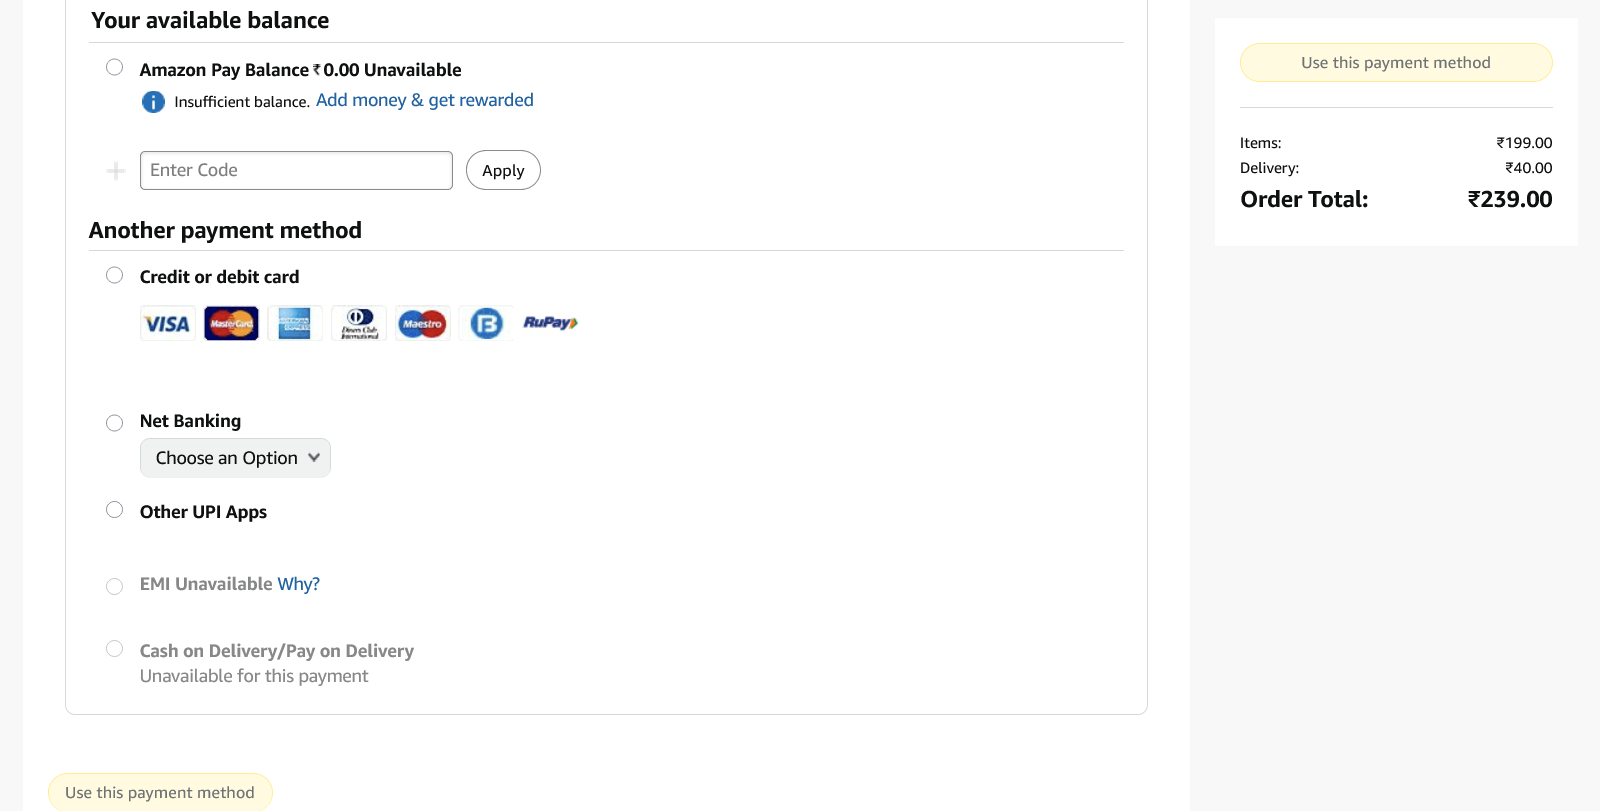 Your available balance
Amazon Pay Balance ₹0.00 Unavailable
i Insufficient balance. Add money & get rewarded
Enter Code
Apply
Another payment method
Credit or debit card
VISA MasterCard AMERICAN EXPRESS Diners Club International Maestro B RuPay
Net Banking
Choose an Option
Other UPI Apps
EMI Unavailable Why?
Cash on Delivery/Pay on Delivery
Unavailable for this payment
Use this payment method
Use this payment method
Items: ₹199.00
Delivery: ₹40.00
Order Total: ₹239.00